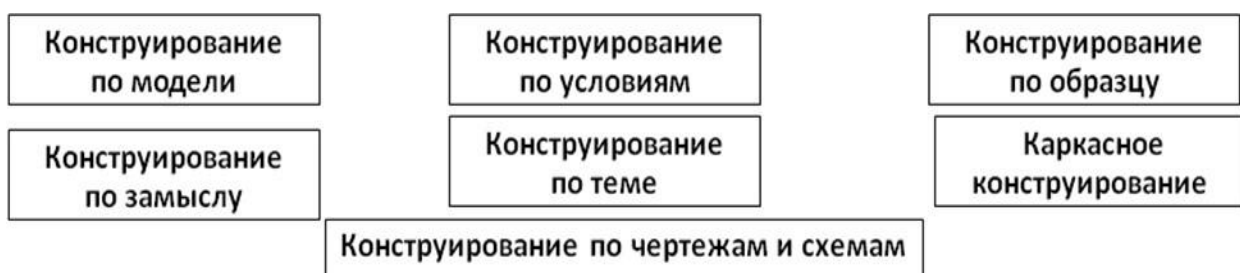 Конструирование
по модели
Конструирование
по условиям
Конструирование
по образцу
Конструирование
по замыслу
Конструирование
по теме
Каркасное
конструирование
Конструирование по чертежам и схемам